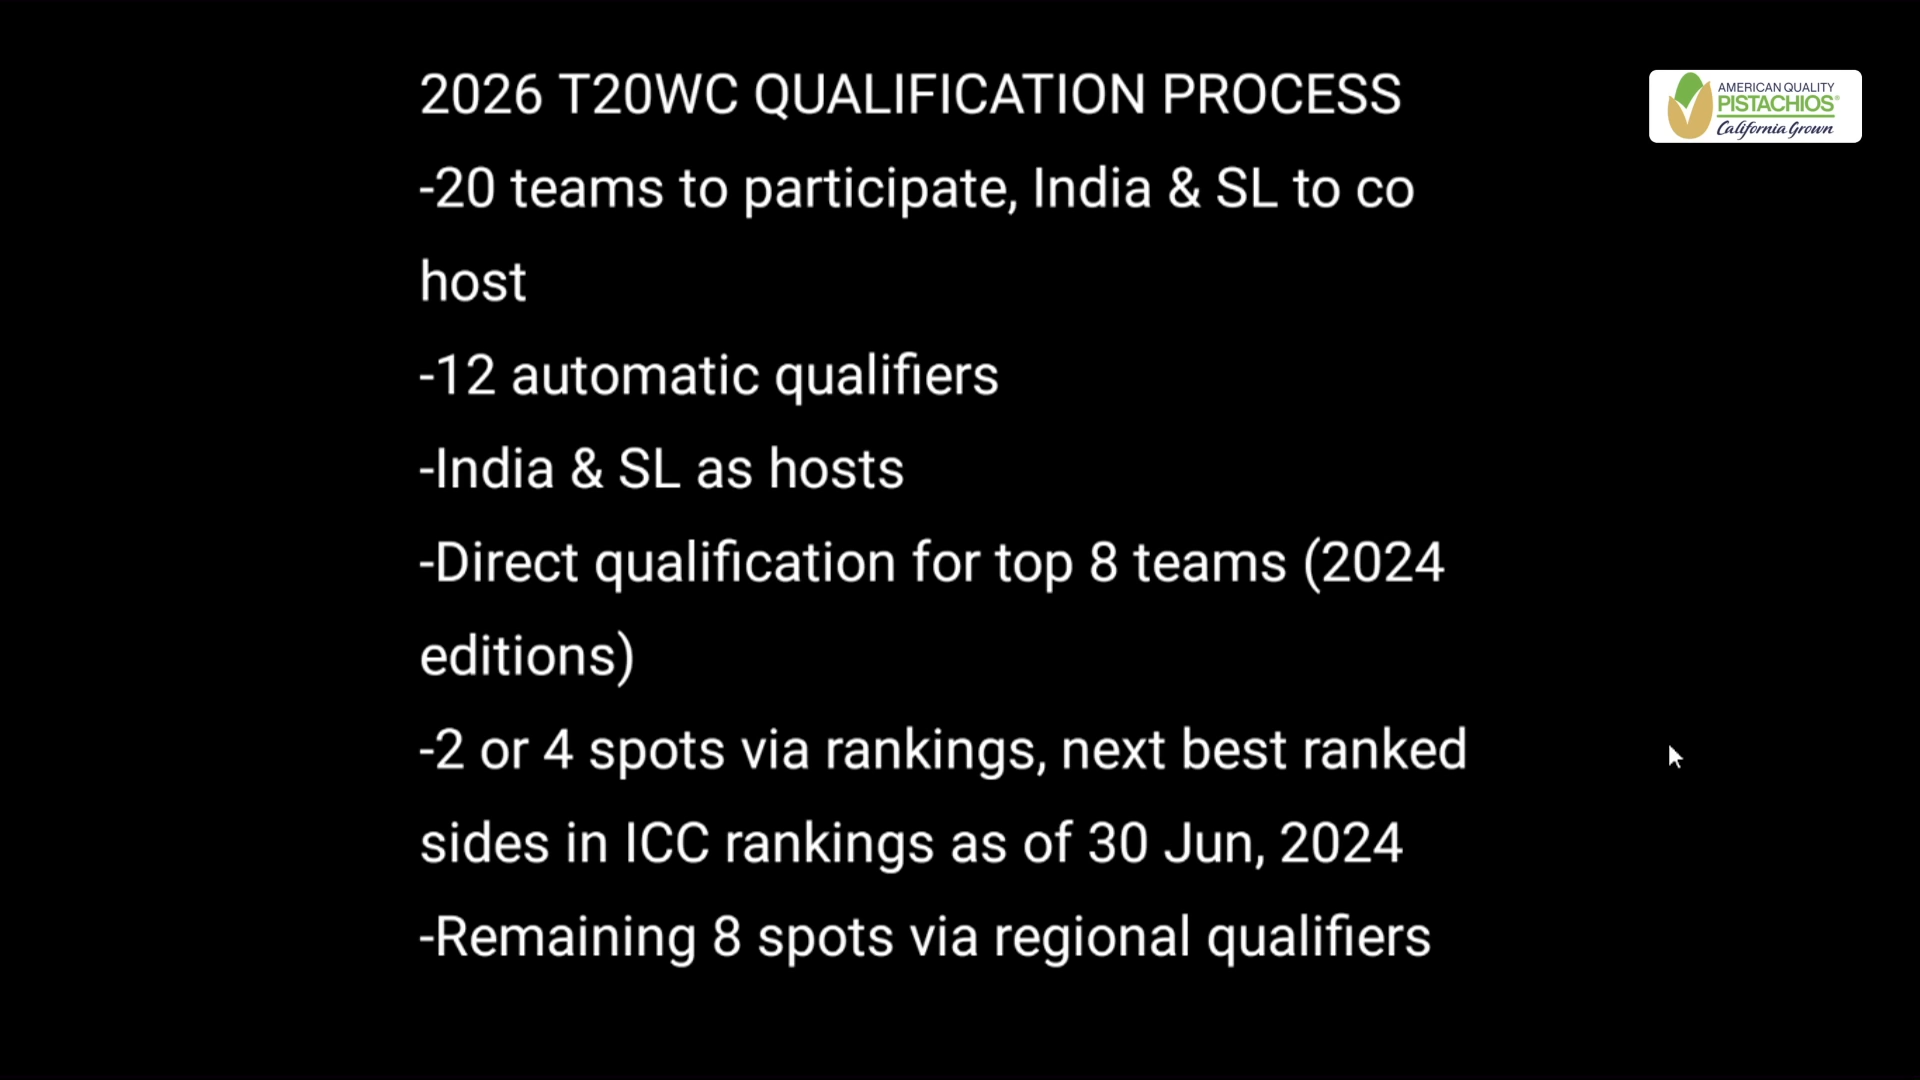 2026 T20WC QUALIFICATION PROCESS
-20 teams to participate, India & SL to co
host
-12 automatic qualifiers
-India & SL as hosts
-Direct qualification for top 8 teams (2024
editions)
-2 or 4 spots via rankings, next best ranked
sides in ICC rankings as of 30 Jun, 2024
-Remaining 8 spots via regional qualifiers
AMERICAN QUALITY
PISTACHIOS®
California Grown